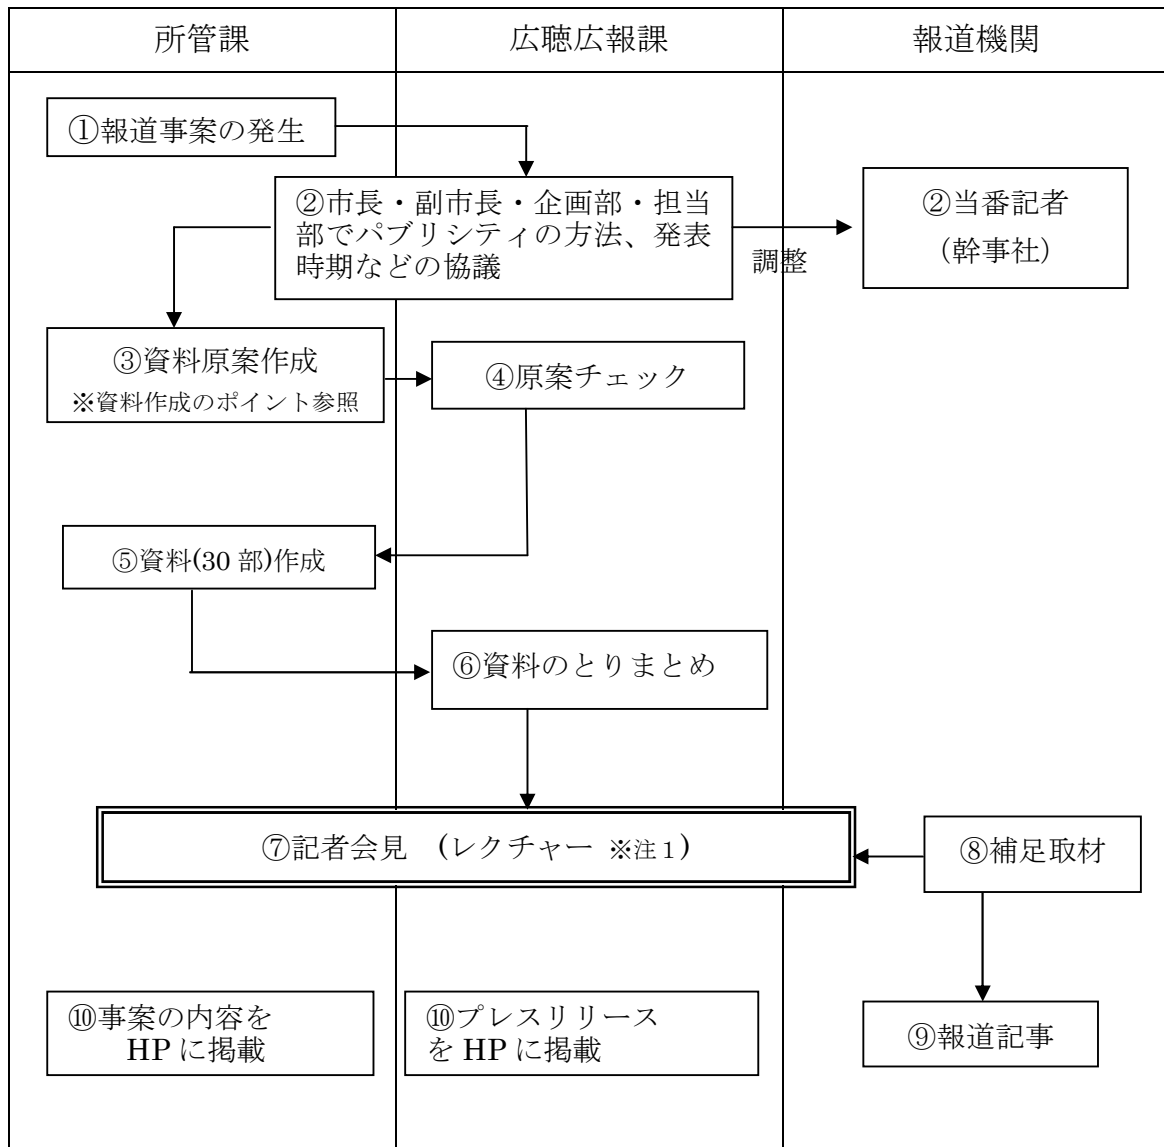 所管課
広聴広報課
報道機関
①報道事案の発生
②市長・副市長・企画部・担当
部でパブリシティの方法、発表
時期などの協議
調整
②当番記者
(幹事社)
③資料原案作成
※資料作成のポイント参照
④原案チェック
⑤資料(30 部)作成
⑥資料のとりまとめ
⑦記者会見 (レクチャー ※注1)
⑧補足取材
⑨報道記事
⑩事案の内容を
HP に掲載
⑩プレスリリース
を HP に掲載